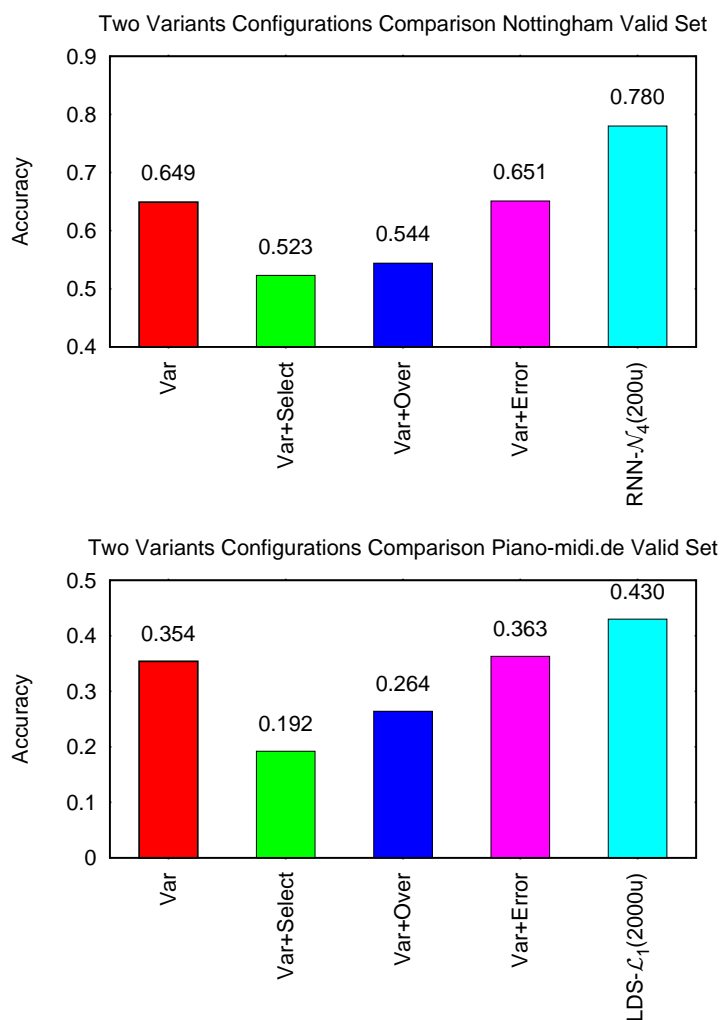 Two Variants Configurations Comparison Nottingham Valid Set
Accuracy
0.9
0.8
0.7
0.6
0.5
0.4
0.649
0.523
0.544
0.651
0.780
Var
Var+Select
Var+Over
Var+Error
RNN-𝒩₄(200u)
Two Variants Configurations Comparison Piano-midi.de Valid Set
Accuracy
0.5
0.4
0.3
0.2
0.1
0
0.354
0.192
0.264
0.363
0.430
Var
Var+Select
Var+Over
Var+Error
LDS-ℒ₁(2000u)